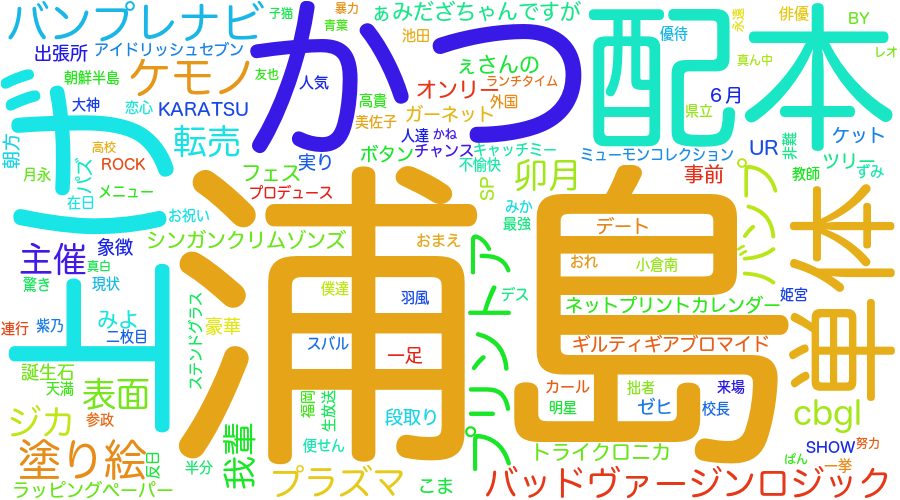 バンプレナビ
子猫
暴力
青葉
ぁみだざちゃんですが
池田
優待
永遠
俳優
BY
レオ
真ん中
出張所
アイドリッシュセブン
友也
人気
かつ
配本
ケモノ
朝鮮半島
大神
恋心
KARATSU
高貴
美佐子
オンリー
ぇさんの
ランチタイム
外国
ガーネット
人達
かね
チャンス
キャッチミー
不愉快
ボタン
6月
県立
UR
非難
ケット
ツリー
ずみ
教師
ミューモンコレクション
事前
卯月
SP
みか
最強
朝方
高校
月永
ROCK
メニュー
在日
パズ
転売
実り
フェス
プロデュース
お祝い
シンガンクリムゾンズ
おまえ
主催
象徴
真白
驚き
現状
浦島
デート
おれ
小倉南
バンプ
姫宮
単体
連行
紫乃
みよ
二枚目
豪華
ステンドグラス
僕達
羽風
スバル
一足
プリントア
デス
ネットプリントカレンダー
ギルティギアブロマイド
誕生石
天満
表面
ジカ
参政
塗り絵
反日
半分
我輩
福岡
生放送
便せん
段取り
カール
明星
拙者
ゼヒ
来場
校長
cbgl
SHOW
努力
ぱん
一挙
トライクロニカ
ラッピングペーパー
プラズマ
こま
バッドヴァージンロジック